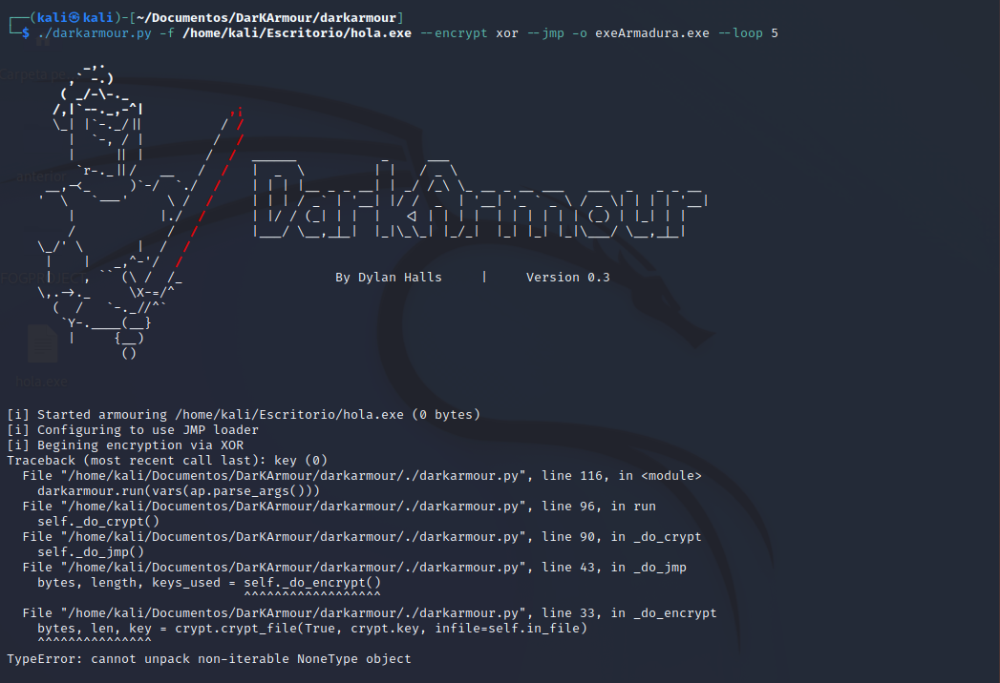 ┌──(kali㉿kali)-[~/Documentos/DarKArmour/darkarmour]
└─$ ./darkarmour.py -f /home/kali/Escritorio/hola.exe --encrypt xor --jmp -o exeArmadura.exe --loop 5
Carpeta pe
anterior
DarkArmour
FOGPROJECT
By Dylan Halls | Version 0.3
hola.exe
[i] Started armouring /home/kali/Escritorio/hola.exe (0 bytes)
[i] Configuring to use JMP loader
[i] Begining encryption via XOR
Traceback (most recent call last): key (0)
File "/home/kali/Documentos/DarKArmour/darkarmour/./darkarmour.py", line 116, in <module>
darkarmour.run(vars(ap.parse_args()))
File "/home/kali/Documentos/DarKArmour/darkarmour/./darkarmour.py", line 96, in run
self._do_crypt()
File "/home/kali/Documentos/DarKArmour/darkarmour/./darkarmour.py", line 90, in _do_crypt
self._do_jmp()
File "/home/kali/Documentos/DarKArmour/darkarmour/./darkarmour.py", line 43, in _do_jmp
bytes, length, keys_used = self._do_encrypt()
^^^^^^^^^^^^^^^^^^
File "/home/kali/Documentos/DarKArmour/darkarmour/./darkarmour.py", line 33, in _do_encrypt
bytes, len, key = crypt.crypt_file(True, crypt.key, infile=self.in_file)
^^^^^^^^^^^^^^^
TypeError: cannot unpack non-iterable NoneType object